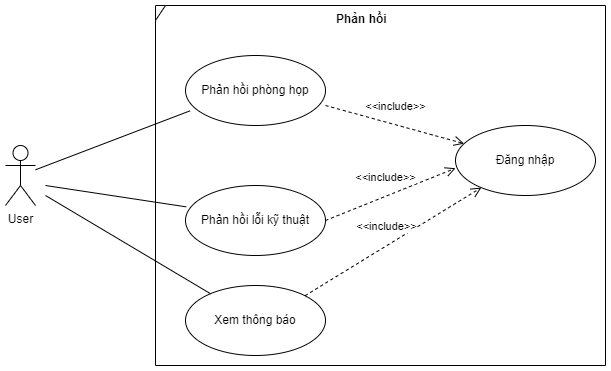 Phản hồi
Phản hồi phòng họp
<<include>>
Đăng nhập
<<include>>
User
Phản hồi lỗi kỹ thuật
<<include>>
Xem thông báo